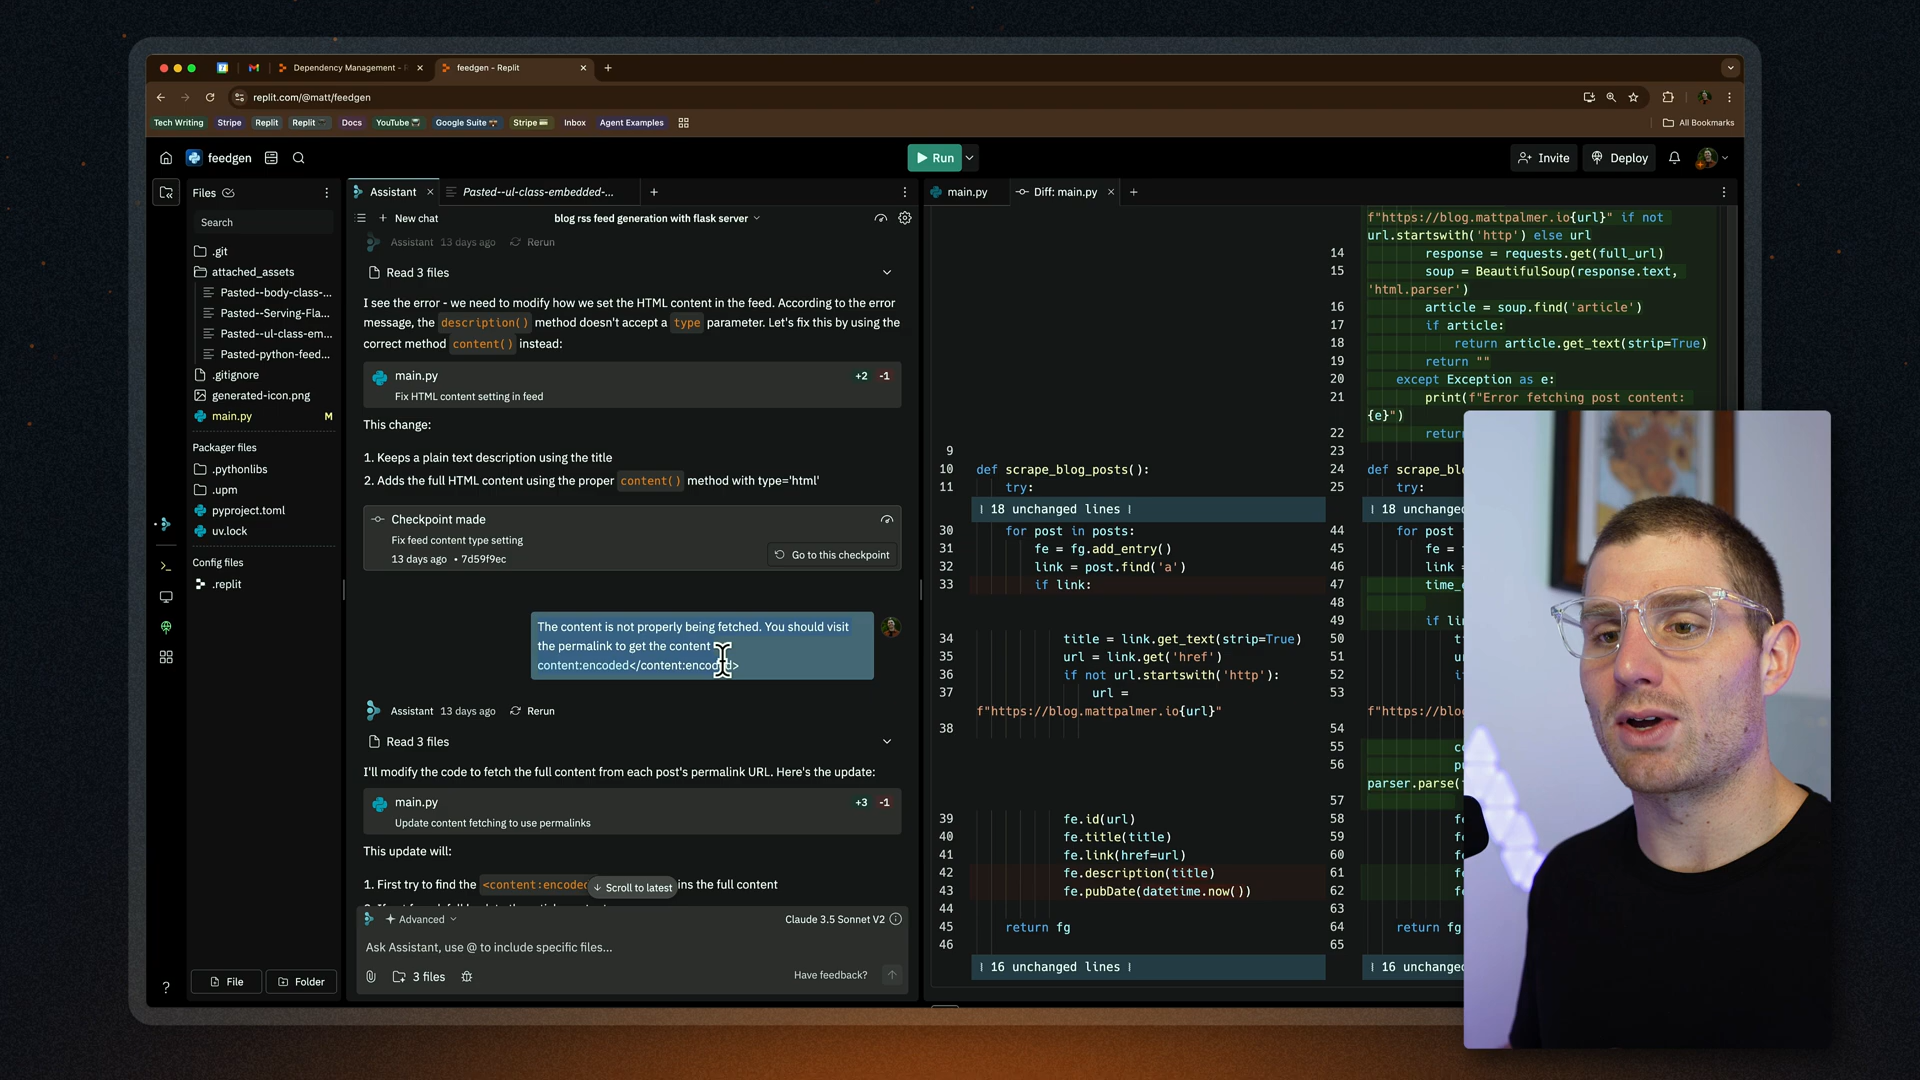 Dependency Management - R
feedgen - Replit
replit.com/@matt/feedgen
Tech Writing
Stripe
Replit
Replit
Docs
YouTube
Google Suite
Stripe
Inbox
Agent Examples
All Bookmarks
feedgen
Run
Invite
Deploy
Files
Search
.git
attached_assets
Pasted--body-class-...
Pasted--Serving-Fla...
Pasted--ul-class-em...
Pasted-python-feed...
.gitignore
generated-icon.png
main.py
M
Packager files
.pythonlibs
.upm
pyproject.toml
uv.lock
Config files
.replit
?
File
Folder
Assistant
Pasted--ul-class-embedded-...
New chat
blog rss feed generation with flask server
Assistant 13 days ago Rerun
Read 3 files
I see the error - we need to modify how we set the HTML content in the feed. According to the error
message, the description() method doesn't accept a type parameter. Let's fix this by using the
correct method content() instead:
main.py
+2 -1
Fix HTML content setting in feed
This change:
1. Keeps a plain text description using the title
2. Adds the full HTML content using the proper content() method with type='html'
Checkpoint made
Fix feed content type setting
13 days ago • 7d59f9ec
Go to this checkpoint
The content is not properly being fetched. You should visit
the permalink to get the content
content:encoded</content:encoded>
Assistant 13 days ago Rerun
Read 3 files
I'll modify the code to fetch the full content from each post's permalink URL. Here's the update:
main.py
+3 -1
Update content fetching to use permalinks
This update will:
1. First try to find the <content:encoded
ins the full content
Scroll to latest
Advanced
Claude 3.5 Sonnet V2
Ask Assistant, use @ to include specific files...
3 files
Have feedback?
main.py
Diff: main.py
9
10 def scrape_blog_posts():
11 try:
18 unchanged lines
30 for post in posts:
31 fe = fg.add_entry()
32 link = post.find('a')
33 if link:
34 title = link.get_text(strip=True)
35 url = link.get('href')
36 if not url.startswith('http'):
37 url =
f"https://blog.mattpalmer.io{url}"
38
39 fe.id(url)
40 fe.title(title)
41 fe.link(href=url)
42 fe.description(title)
43 fe.pubDate(datetime.now())
44
45 return fg
46
16 unchanged lines
f"https://blog.mattpalmer.io{url}" if not
url.startswith('http') else url
14 response = requests.get(full_url)
15 soup = BeautifulSoup(response.text,
'html.parser')
16 article = soup.find('article')
17 if article:
18 return article.get_text(strip=True)
19 return ""
20 except Exception as e:
21 print(f"Error fetching post content:
{e}")
22 retur
23
24 def scrape_bl
25 try:
18 unchange
44 for post
45 fe =
46 link
47 time_
48
49 if li
50
51
52
53
f"https://blo
54
55
56
parser.parse(
57
58
59
60
61
62
63
64 return fg
65
16 unchange